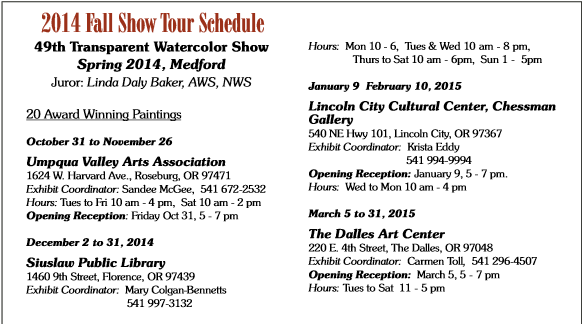 2014 Fall Show Tour Schedule
49th Transparent Watercolor Show
Spring 2014, Medford
Juror: Linda Daly Baker, AWS, NWS
20 Award Winning Paintings
October 31 to November 26
Umpqua Valley Arts Association
1624 W. Harvard Ave., Roseburg, OR 97471
Exhibit Coordinator: Sandee McGee, 541 672-2532
Hours: Tues to Fri 10 am - 4 pm, Sat 10 am - 2 pm
Opening Reception: Friday Oct 31, 5 - 7 pm
December 2 to 31, 2014
Siuslaw Public Library
1460 9th Street, Florence, OR 97439
Exhibit Coordinator: Mary Colgan-Bennetts
541 997-3132
Hours: Mon 10 - 6, Tues & Wed 10 am - 8 pm,
Thurs to Sat 10 am - 6pm, Sun 1 - 5pm
January 9 February 10, 2015
Lincoln City Cultural Center, Chessman
Gallery
540 NE Hwy 101, Lincoln City, OR 97367
Exhibit Coordinator: Krista Eddy
541 994-9994
Opening Reception: January 9, 5 - 7 pm.
Hours: Wed to Mon 10 am - 4 pm
March 5 to 31, 2015
The Dalles Art Center
220 E. 4th Street, The Dalles, OR 97048
Exhibit Coordinator: Carmen Toll, 541 296-4507
Opening Reception: March 5, 5 - 7 pm
Hours: Tues to Sat 11 - 5 pm